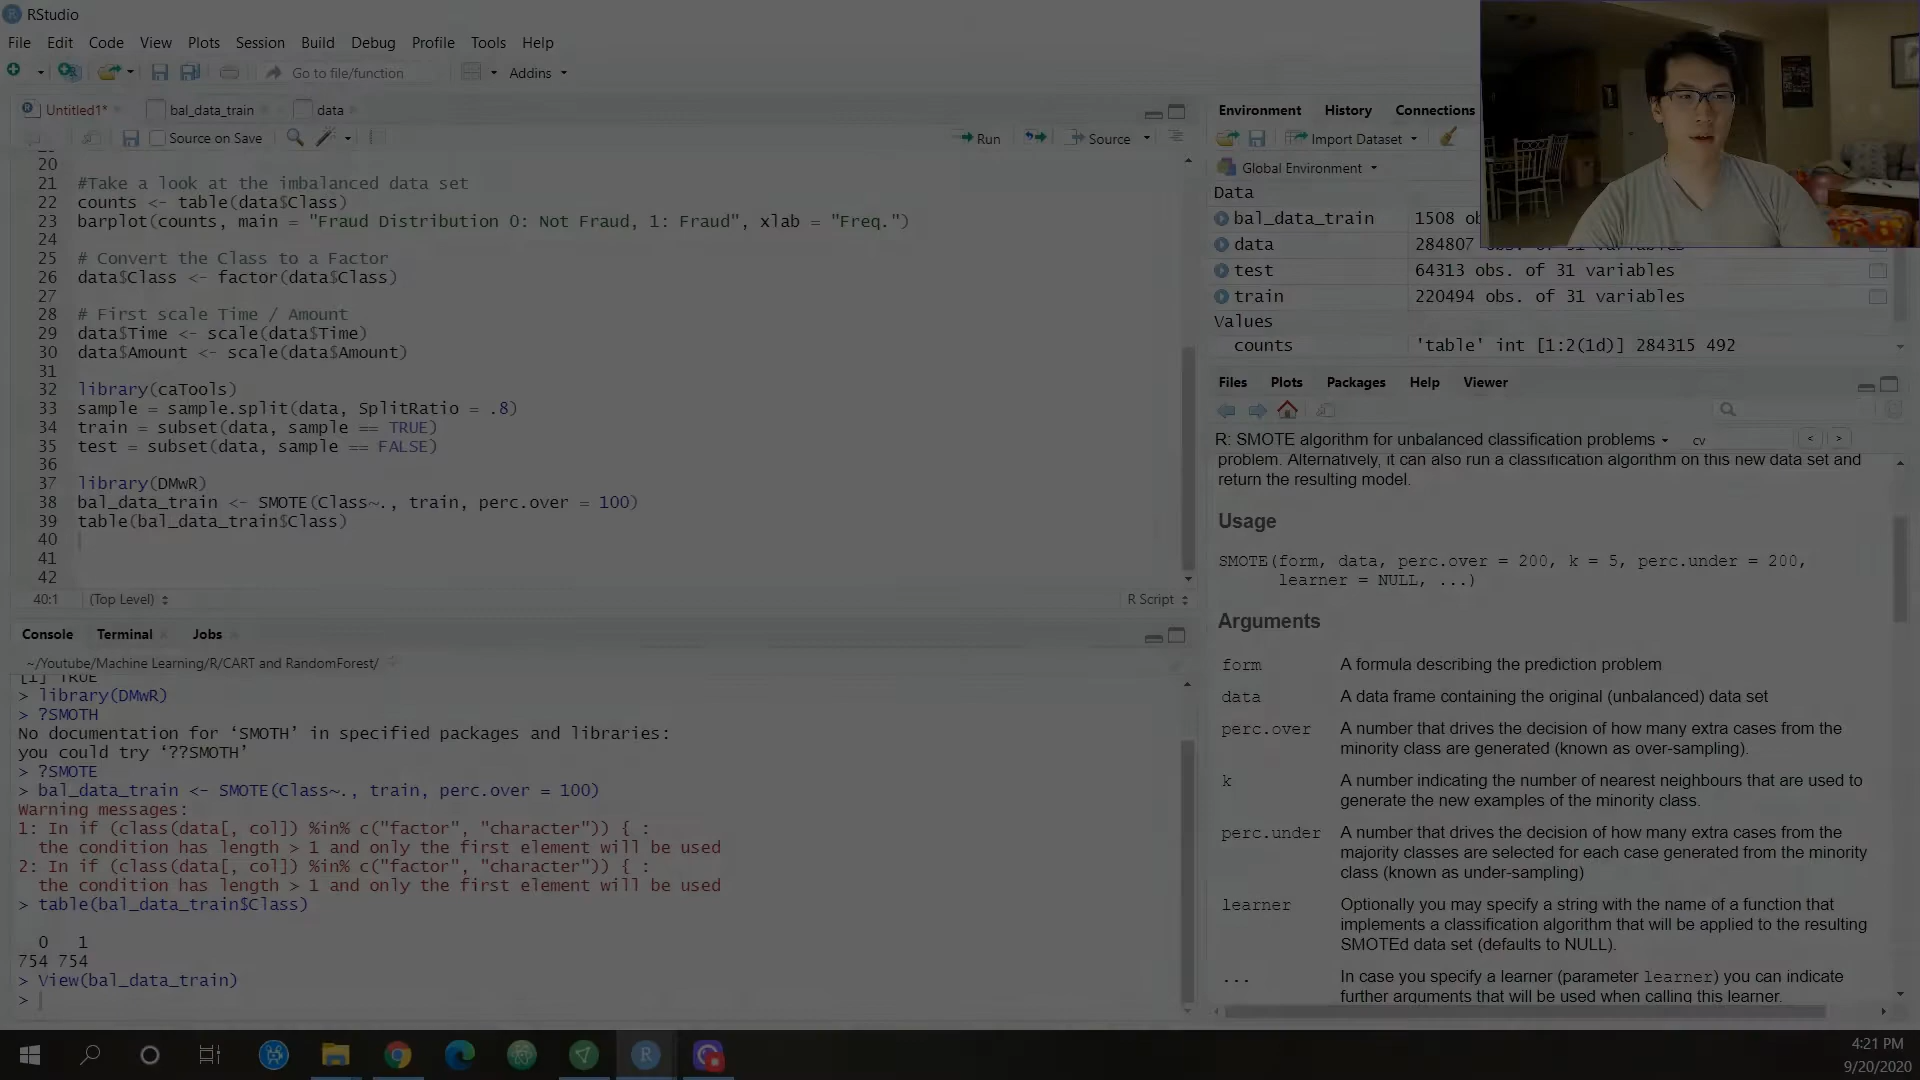 RStudio
File Edit Code View Plots Session Build Debug Profile Tools Help
Go to file/function
Addins
Untitled1*
bal_data_train
data
Source on Save
Run
Source
20
21 #Take a look at the imbalanced data set
22 counts <- table(data$Class)
23 barplot(counts, main = "Fraud Distribution 0: Not Fraud, 1: Fraud", xlab = "Freq.")
24
25 # Convert the Class to a Factor
26 data$Class <- factor(data$Class)
27
28 # First scale Time / Amount
29 data$Time <- scale(data$Time)
30 data$Amount <- scale(data$Amount)
31
32 library(caTools)
33 sample = sample.split(data, SplitRatio = .8)
34 train = subset(data, sample == TRUE)
35 test = subset(data, sample == FALSE)
36
37 library(DMwR)
38 bal_data_train <- SMOTE(Class~., train, perc.over = 100)
39 table(bal_data_train$Class)
40
41
42
40:1 (Top Level) R Script
Console Terminal Jobs
~/Youtube/Machine Learning/R/CART and RandomForest/
[1] TRUE
> library(DMwR)
> ?SMOTH
No documentation for ‘SMOTH’ in specified packages and libraries:
you could try ‘??SMOTH’
> ?SMOTE
> bal_data_train <- SMOTE(Class~., train, perc.over = 100)
Warning messages:
1: In if (class(data[, col]) %in% c("factor", "character")) { :
the condition has length > 1 and only the first element will be used
2: In if (class(data[, col]) %in% c("factor", "character")) { :
the condition has length > 1 and only the first element will be used
> table(bal_data_train$Class)
0 1
754 754
> View(bal_data_train)
>
Environment History Connections
Import Dataset
Global Environment
Data
bal_data_train 1508 ob
data 284807 obs. of 31 variables
test 64313 obs. of 31 variables
train 220494 obs. of 31 variables
Values
counts 'table' int [1:2(1d)] 284315 492
Files Plots Packages Help Viewer
R: SMOTE algorithm for unbalanced classification problems cv < >
problem. Alternatively, it can also run a classification algorithm on this new data set and
return the resulting model.
Usage
SMOTE(form, data, perc.over = 200, k = 5, perc.under = 200,
learner = NULL, ...)
Arguments
form A formula describing the prediction problem
data A data frame containing the original (unbalanced) data set
perc.over A number that drives the decision of how many extra cases from the
minority class are generated (known as over-sampling).
k A number indicating the number of nearest neighbours that are used to
generate the new examples of the minority class.
perc.under A number that drives the decision of how many extra cases from the
majority classes are selected for each case generated from the minority
class (known as under-sampling)
learner Optionally you may specify a string with the name of a function that
implements a classification algorithm that will be applied to the resulting
SMOTEd data set (defaults to NULL).
... In case you specify a learner (parameter learner) you can indicate
further arguments that will be used when calling this learner.
4:21 PM
9/20/2020